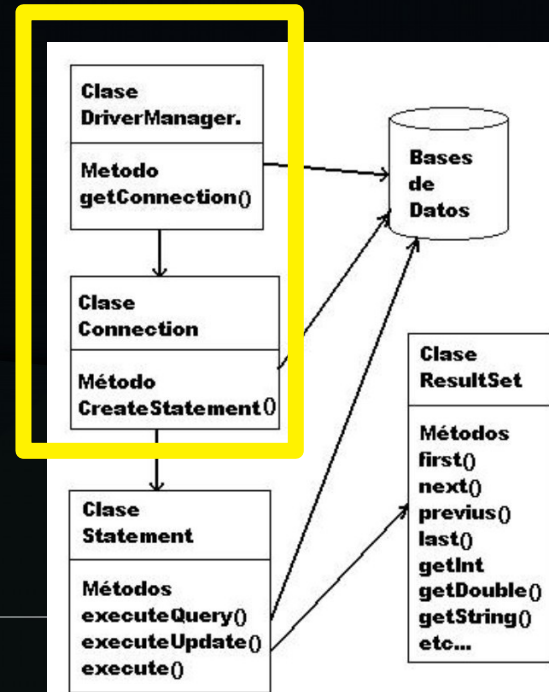 Clase
DriverManager.
Metodo
getConnection()
Bases
de
Datos
Clase
Connection
Método
CreateStatement()
Clase
Statement
Métodos
executeQuery()
executeUpdate()
execute()
Clase
ResultSet
Métodos
first()
next()
previus()
last()
getInt
getDouble()
getString()
etc...